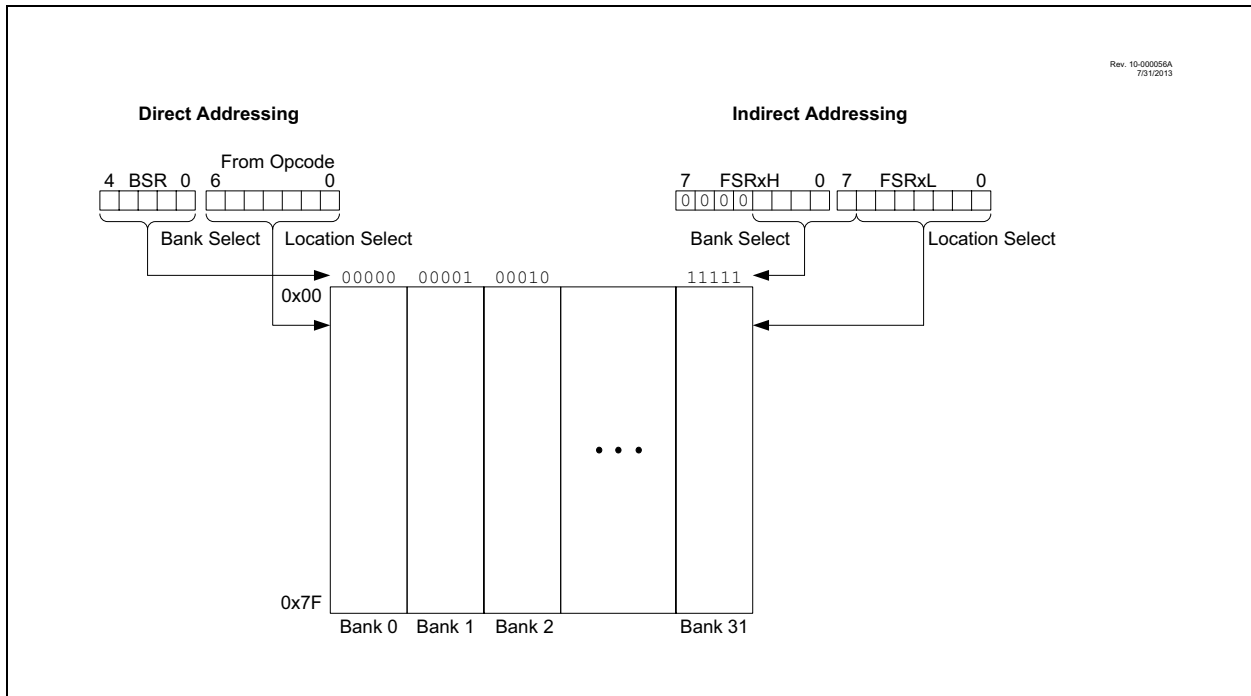 Rev. 10-000056A
7/31/2013
Direct Addressing
Indirect Addressing
From Opcode
4 BSR 0 6 0
7 FSRxH 0 7 FSRxL 0
0 0 0 0
Bank Select Location Select
Bank Select Location Select
00000 00001 00010 11111
0x00
• • •
0x7F
Bank 0 Bank 1 Bank 2 Bank 31